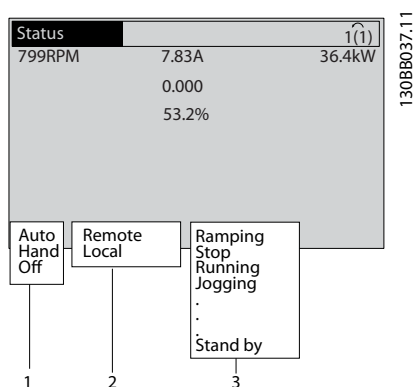 Status 1(1)
799RPM 7.83A 36.4kW
0.000
53.2%
Auto
Hand
Off
Remote
Local
Ramping
Stop
Running
Jogging
.
.
.
Stand by
1 2 3
130BB037.11